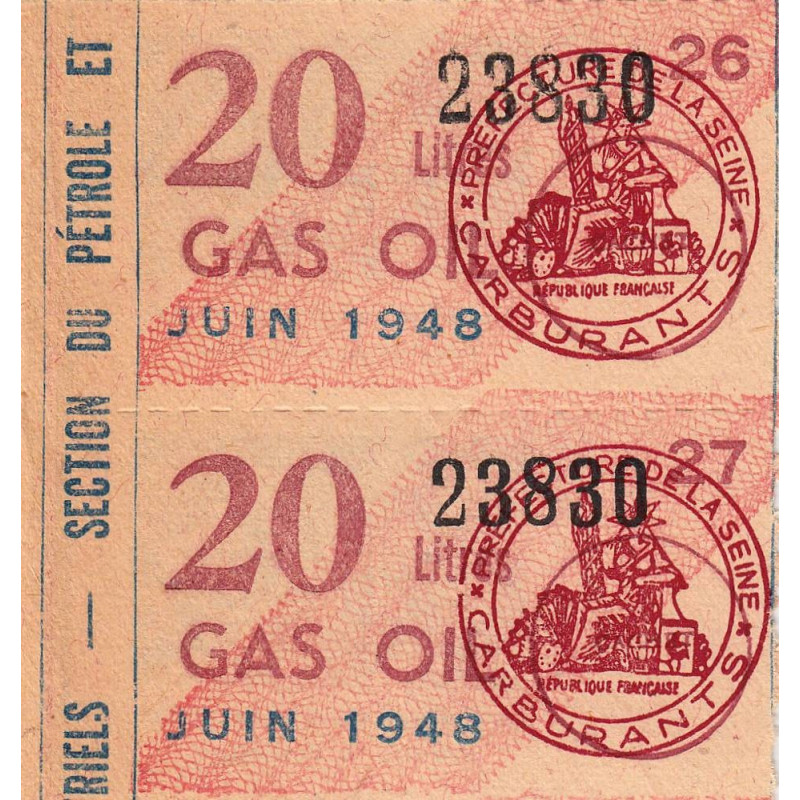 RIELS — SECTION DU PÉTROLE ET
26
23830
20 Litres
GAS OIL
JUIN 1948
PRÉFECTURE DE LA SEINE
CARBURANTS
RÉPUBLIQUE FRANÇAISE
27
23830
20 Litres
GAS OIL
JUIN 1948
PRÉFECTURE DE LA SEINE
CARBURANTS
RÉPUBLIQUE FRANÇAISE